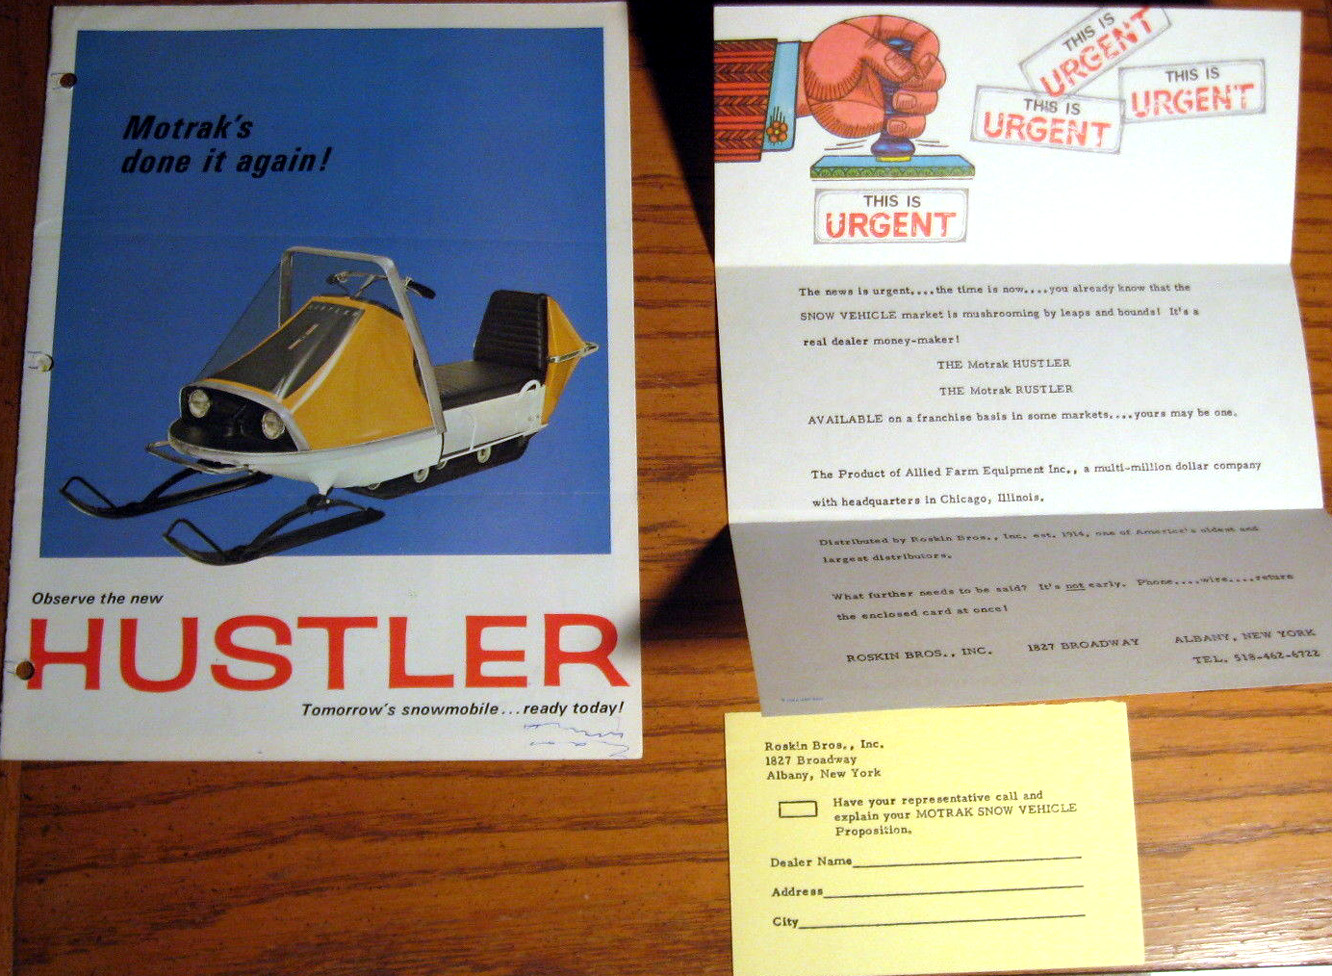 Motrak's
done it again!
HUSTLER
Observe the new
HUSTLER
Tomorrow's snowmobile...ready today!
THIS IS
URGENT
THIS IS
URGENT
THIS IS
URGENT
THIS IS
URGENT
The news is urgent....the time is now....you already know that the
SNOW VEHICLE market is mushrooming by leaps and bounds! It's a
real dealer money-maker!
THE Motrak HUSTLER
THE Motrak RUSTLER
AVAILABLE on a franchise basis in some markets....yours may be one.
The Product of Allied Farm Equipment Inc., a multi-million dollar company
with headquarters in Chicago, Illinois.
Distributed by Roskin Bros., Inc. est. 1914, one of America's oldest and
largest distributors.
What further needs to be said? It's not early. Phone....wire....return
the enclosed card at once!
ROSKIN BROS., INC. 1827 BROADWAY ALBANY, NEW YORK
TEL. 518-462-6722
Roskin Bros., Inc.
1827 Broadway
Albany, New York
Have your representative call and
explain your MOTRAK SNOW VEHICLE
Proposition.
Dealer Name
Address
City